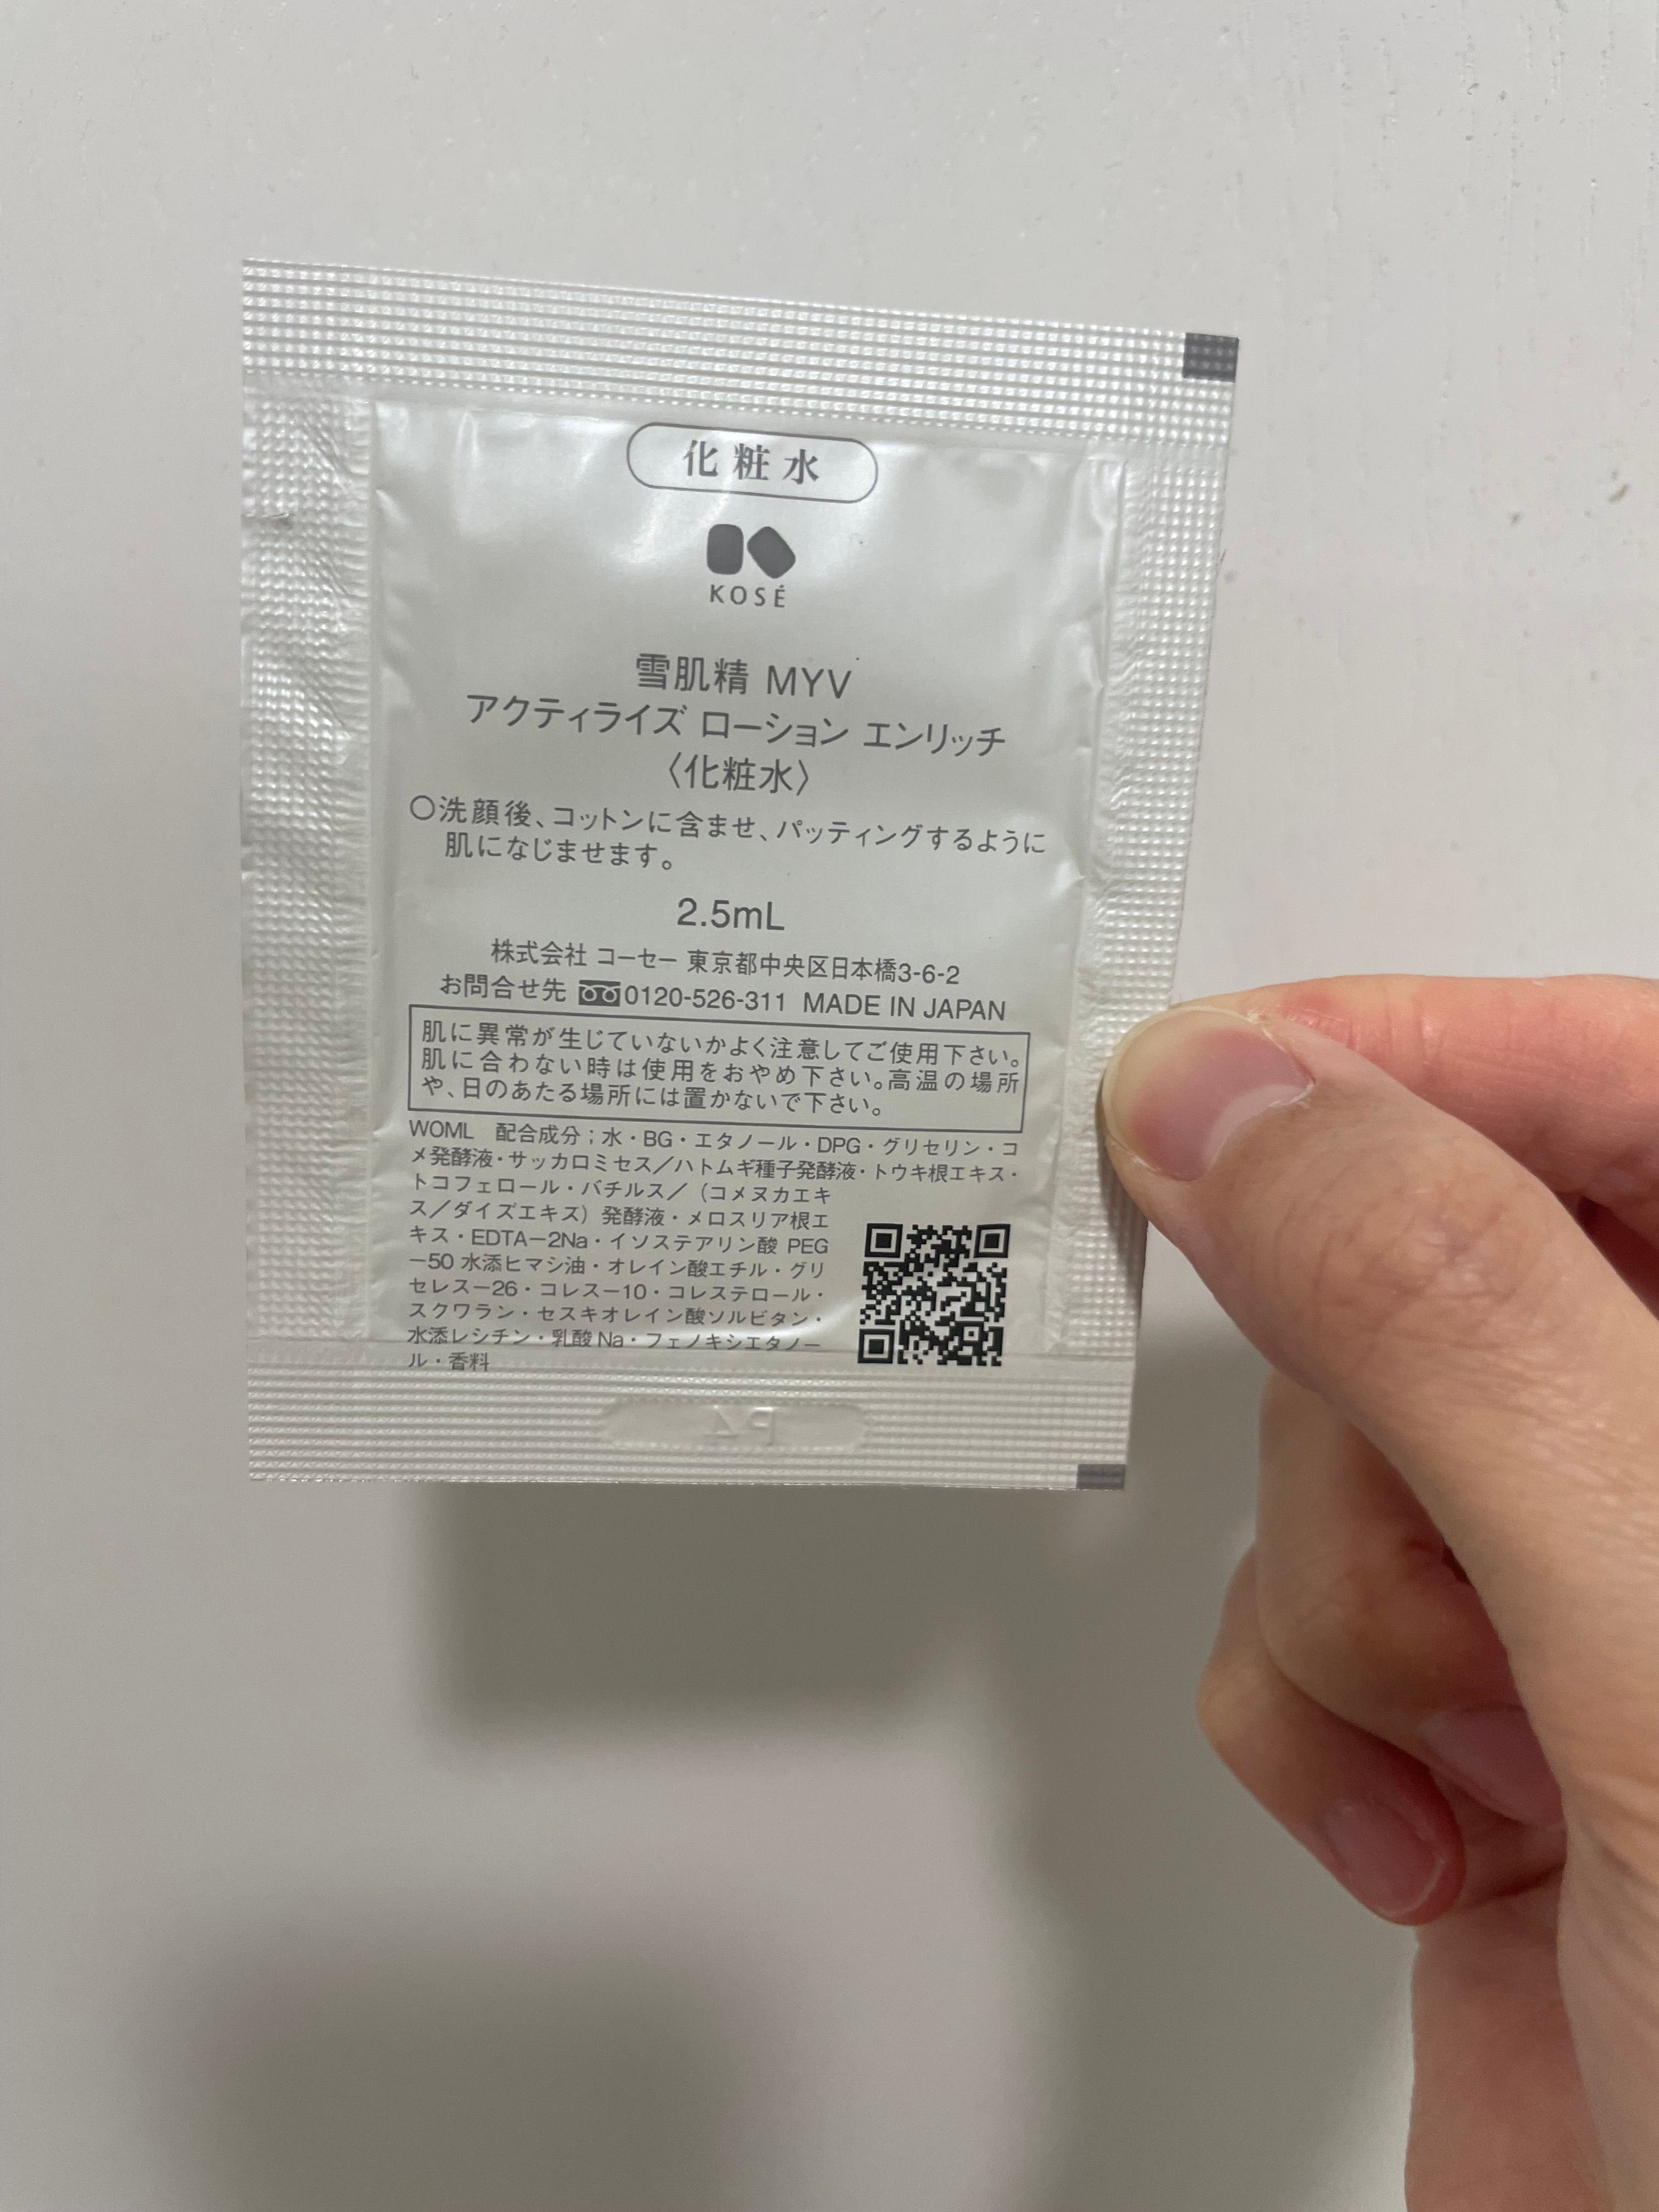 化粧水
KOSÉ
雪肌精 MYV
アクティライズ ローション エンリッチ
〈化粧水〉
○洗顔後、コットンに含ませ、パッティングするように
肌になじませます。
2.5mL
株式会社 コーセー 東京都中央区日本橋3-6-2
お問合せ先 0120-526-311 MADE IN JAPAN
肌に異常が生じていないかよく注意してご使用下さい。
肌に合わない時は使用をおやめ下さい。高温の場所
や、日のあたる場所には置かないで下さい。
WOML 配合成分；水・BG・エタノール・DPG・グリセリン・コ
メ発酵液・サッカロミセス／ハトムギ種子発酵液・トウキ根エキス・
トコフェロール・バチルス／（コメヌカエキ
ス／ダイズエキス）発酵液・メロスリア根エ
キス・EDTA－2Na・イソステアリン酸 PEG
－50 水添ヒマシ油・オレイン酸エチル・グリ
セレス－26・コレス－10・コレステロール・
スクワラン・セスキオレイン酸ソルビタン・
水添レシチン・乳酸 Na・フェノキシエタノー
ル・香料